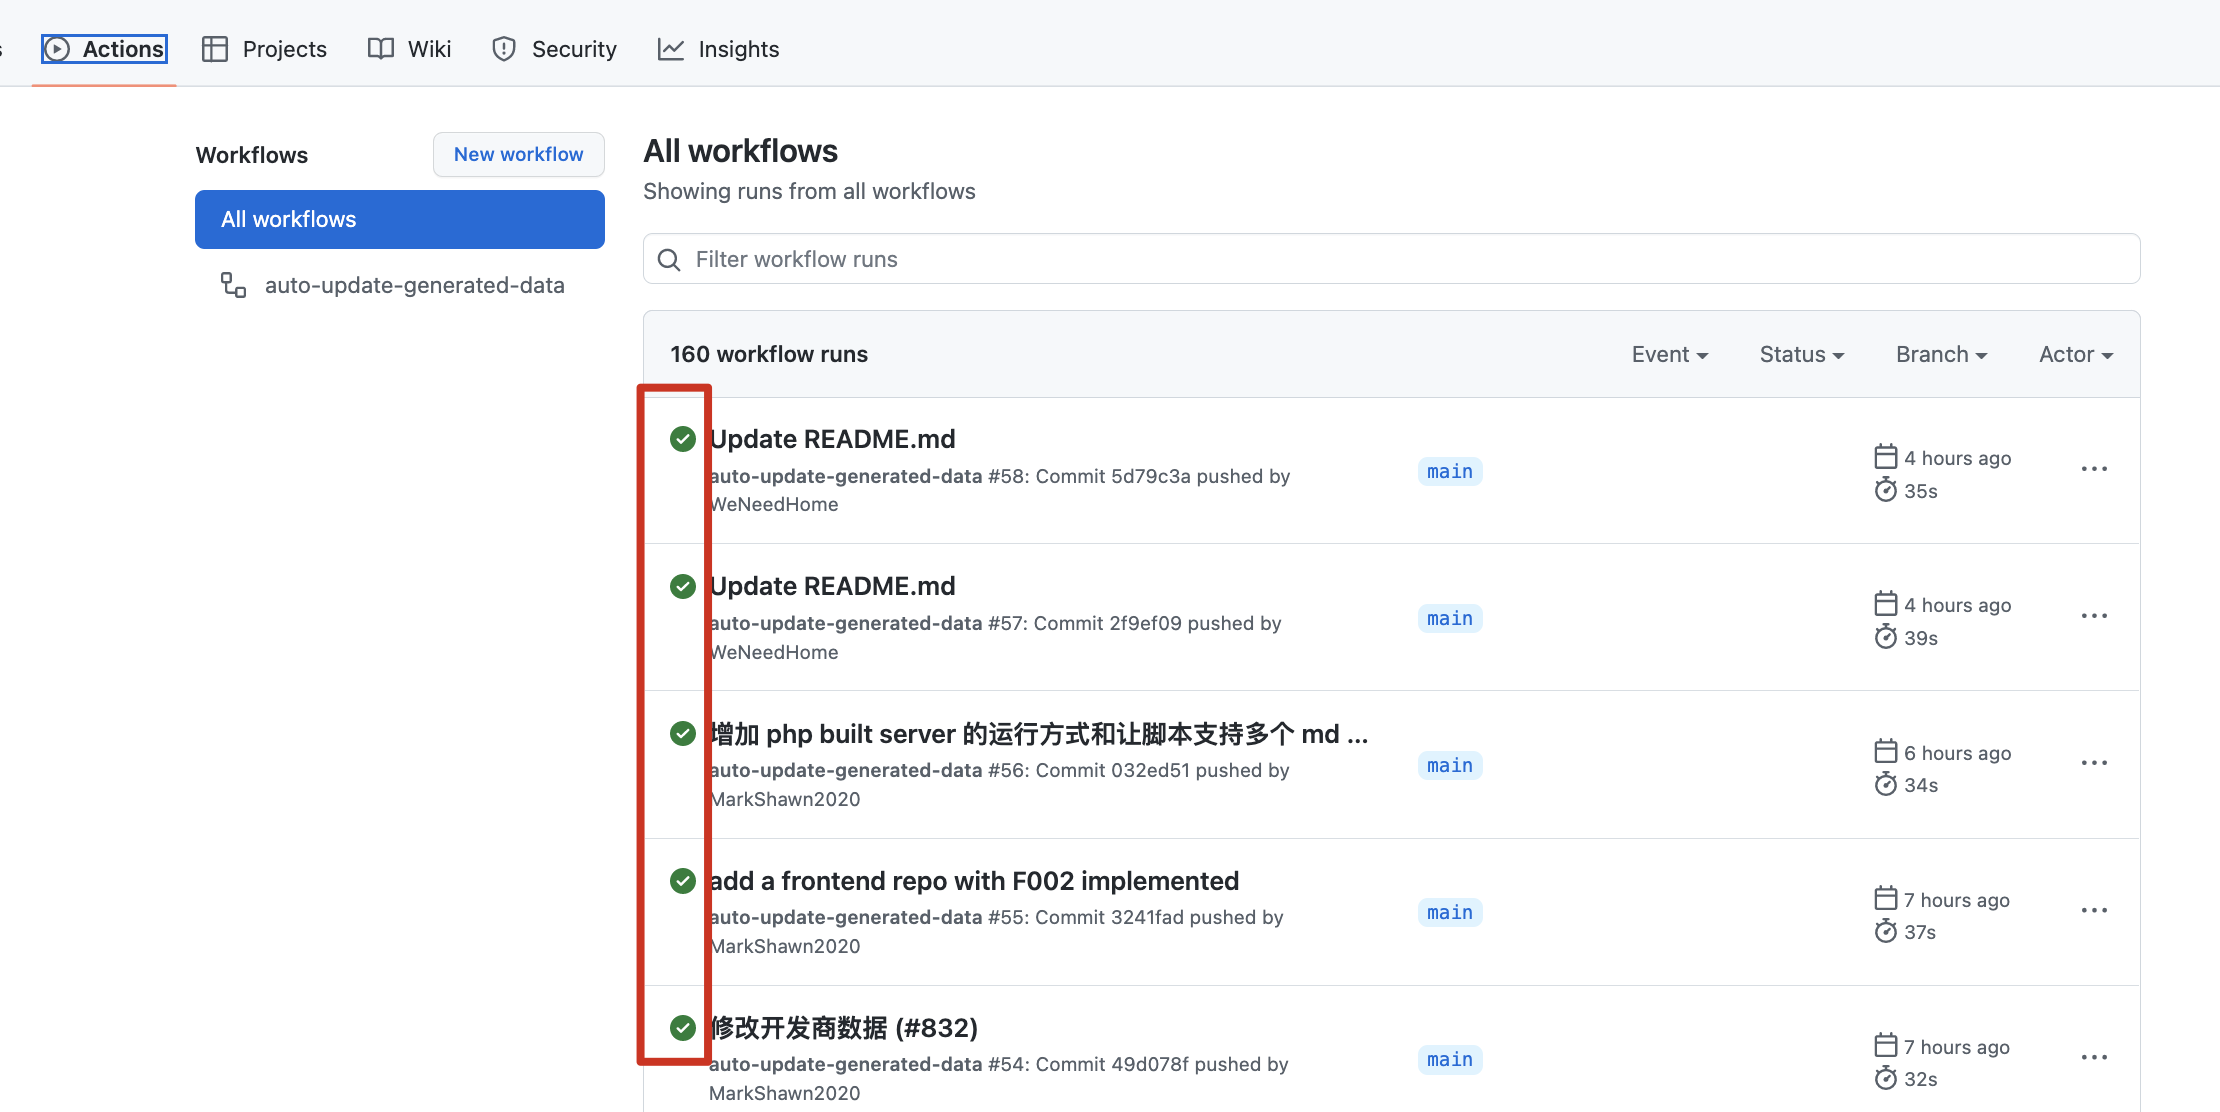 Actions Projects Wiki Security Insights
Workflows
New workflow
All workflows
auto-update-generated-data
All workflows
Showing runs from all workflows
Filter workflow runs
160 workflow runs
Event Status Branch Actor
Update README.md
auto-update-generated-data #58: Commit 5d79c3a pushed by
WeNeedHome
main
4 hours ago
35s
Update README.md
auto-update-generated-data #57: Commit 2f9ef09 pushed by
WeNeedHome
main
4 hours ago
39s
增加 php built server 的运行方式和让脚本支持多个 md ...
auto-update-generated-data #56: Commit 032ed51 pushed by
MarkShawn2020
main
6 hours ago
34s
add a frontend repo with F002 implemented
auto-update-generated-data #55: Commit 3241fad pushed by
MarkShawn2020
main
7 hours ago
37s
修改开发商数据 (#832)
auto-update-generated-data #54: Commit 49d078f pushed by
MarkShawn2020
main
7 hours ago
32s